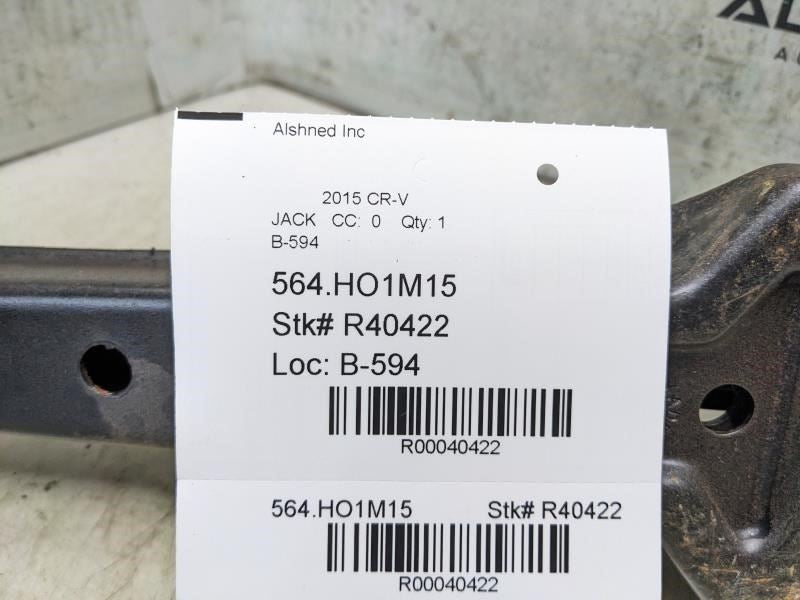 Alshned Inc
2015 CR-V
JACK CC: 0 Qty: 1
B-594
564.HO1M15
Stk# R40422
Loc: B-594
R00040422
564.HO1M15 Stk# R40422
R00040422